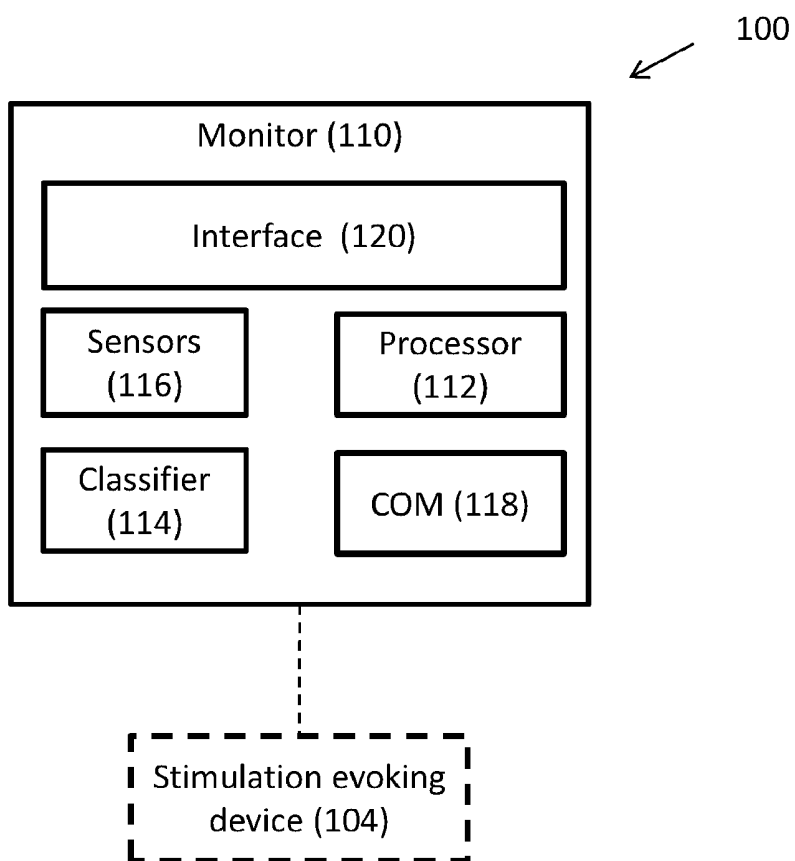 100
Monitor (110)
Interface (120)
Sensors
(116)
Processor
(112)
Classifier
(114)
COM (118)
Stimulation evoking
device (104)